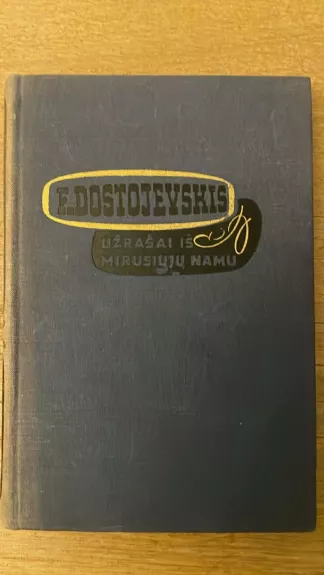 F. DOSTOJEVSKIS
UŽRAŠAI IŠ
MIRUSIŲJŲ NAMŲ